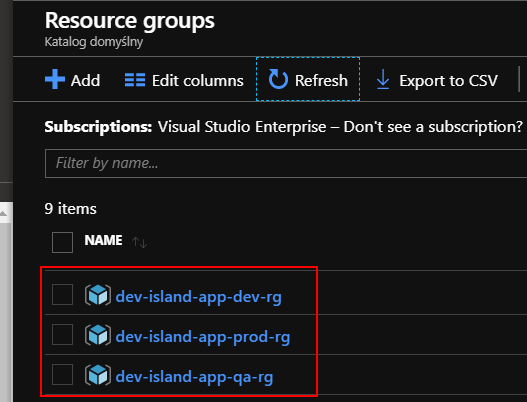 Resource groups
Katalog domyślny
Add Edit columns Refresh Export to CSV
Subscriptions: Visual Studio Enterprise – Don't see a subscription?
Filter by name...
9 items
NAME
dev-island-app-dev-rg
dev-island-app-prod-rg
dev-island-app-qa-rg